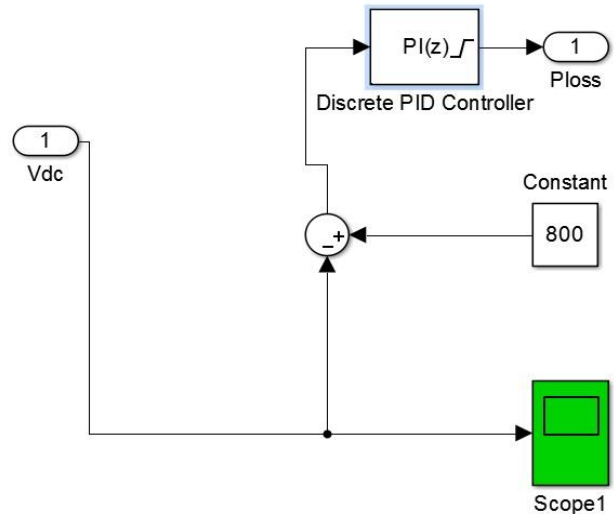 PI(z)
1
Ploss
Discrete PID Controller
1
Vdc
Constant
800
_ +
Scope1